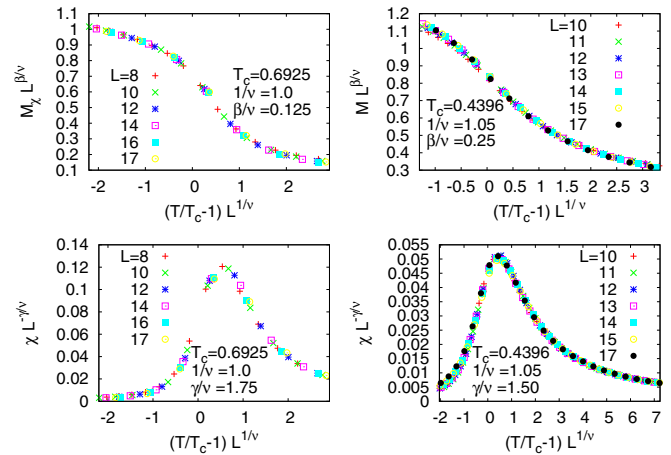 1.1
1
0.9
0.8
0.7
0.6
0.5
0.4
0.3
0.2
0.1
M_χ L^{β/ν}
L=8
10
12
14
16
17
T_c=0.6925
1/ν =1.0
β/ν =0.125
-2 -1 0 1 2
(T/T_c-1) L^{1/ν}
1.2
1.1
1
0.9
0.8
0.7
0.6
0.5
0.4
0.3
M L^{β/ν}
L=10
11
12
13
14
15
17
T_c=0.4396
1/ν =1.05
β/ν =0.25
-1 -0.5 0 0.5 1 1.5 2 2.5 3
(T/T_c-1) L^{1/ν}
0.14
0.12
0.1
0.08
0.06
0.04
0.02
0
χ L^{-γ/ν}
L=8
10
12
14
16
17
T_c=0.6925
1/ν =1.0
γ/ν =1.75
-2 -1 0 1 2
(T/T_c-1) L^{1/ν}
0.055
0.05
0.045
0.04
0.035
0.03
0.025
0.02
0.015
0.01
0.005
χ L^{-γ/ν}
L=10
11
12
13
14
15
17
T_c=0.4396
1/ν =1.05
γ/ν =1.50
-2 -1 0 1 2 3 4 5 6 7
(T/T_c-1) L^{1/ν}